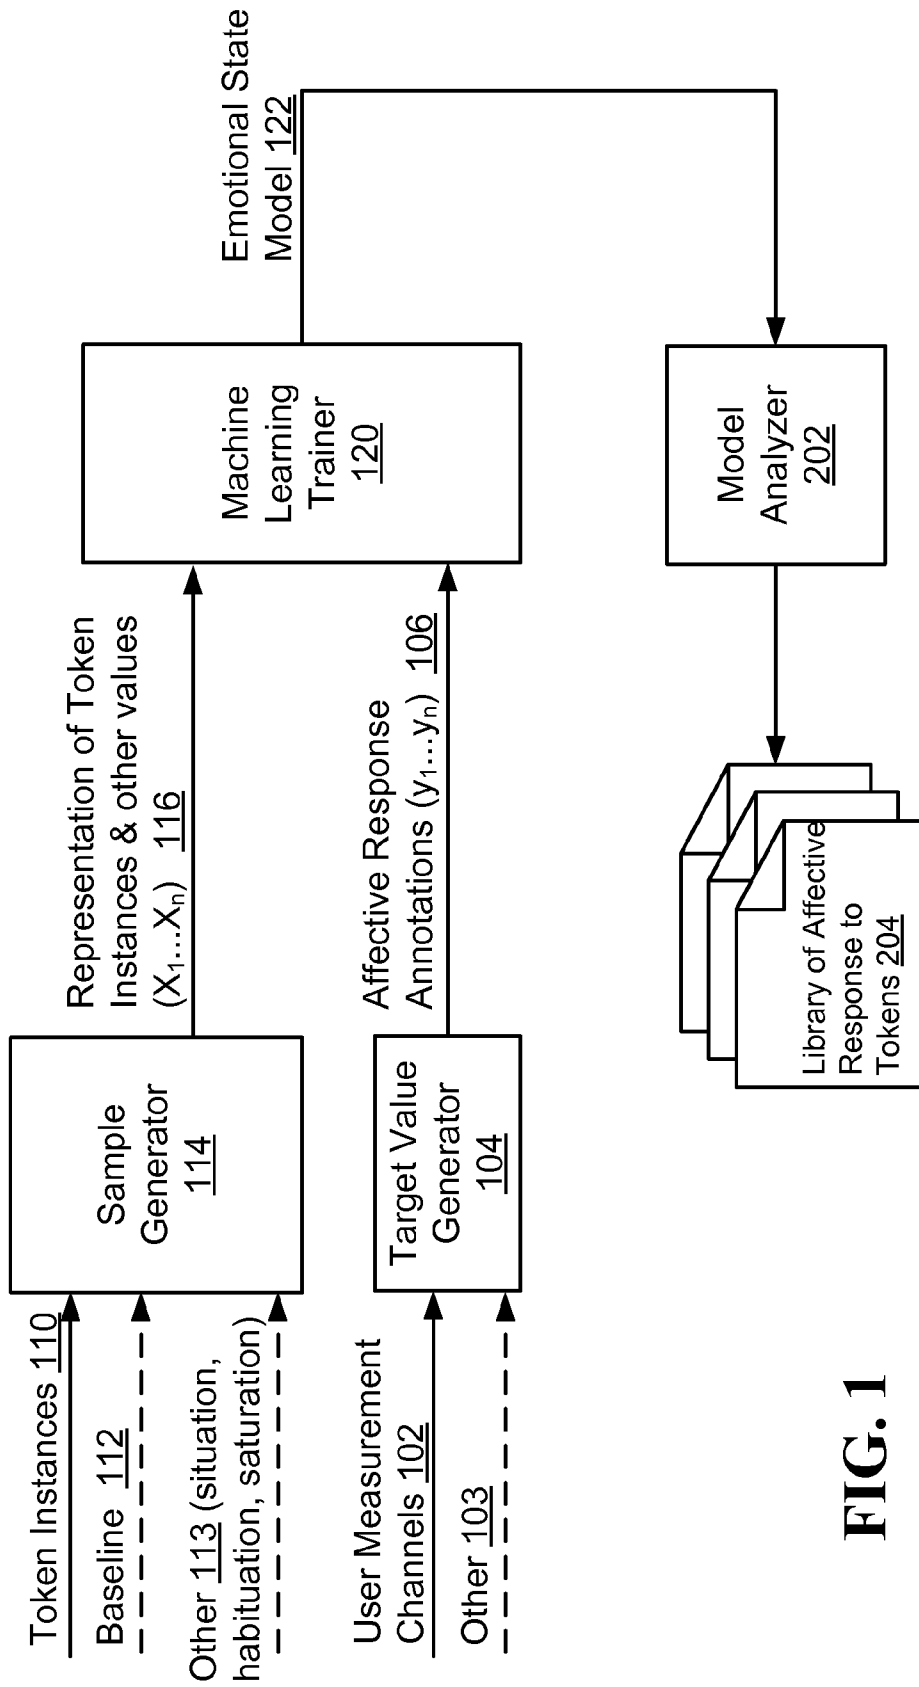 Token Instances 110
Baseline 112
Other 113 (situation,
habituation, saturation)
Sample
Generator
114
Representation of Token
Instances & other values
(X₁...Xₙ) 116
User Measurement
Channels 102
Other 103
Target Value
Generator
104
Affective Response
Annotations (y₁...yₙ) 106
Machine
Learning
Trainer
120
Emotional State
Model 122
Model
Analyzer
202
Library of Affective
Response to
Tokens 204
FIG. 1